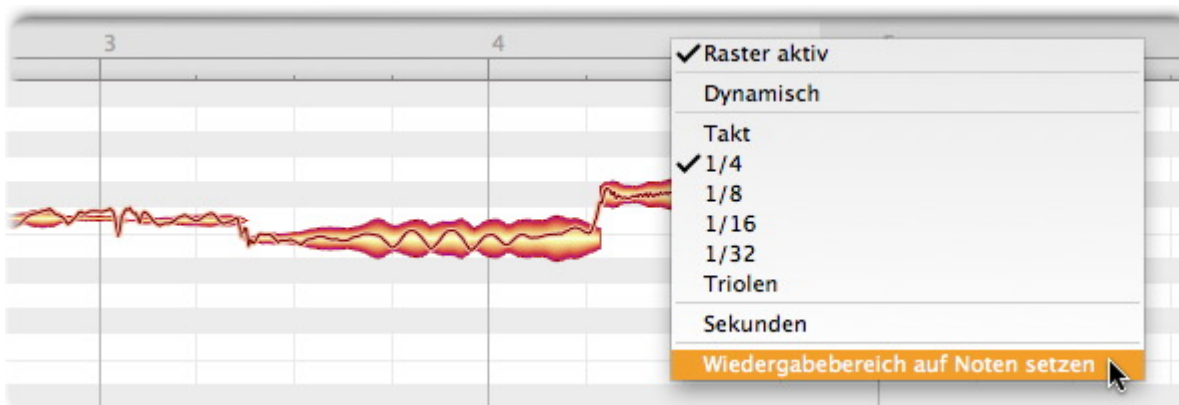 3
4
Raster aktiv
Dynamisch
Takt
1/4
1/8
1/16
1/32
Triolen
Sekunden
Wiedergabebereich auf Noten setzen